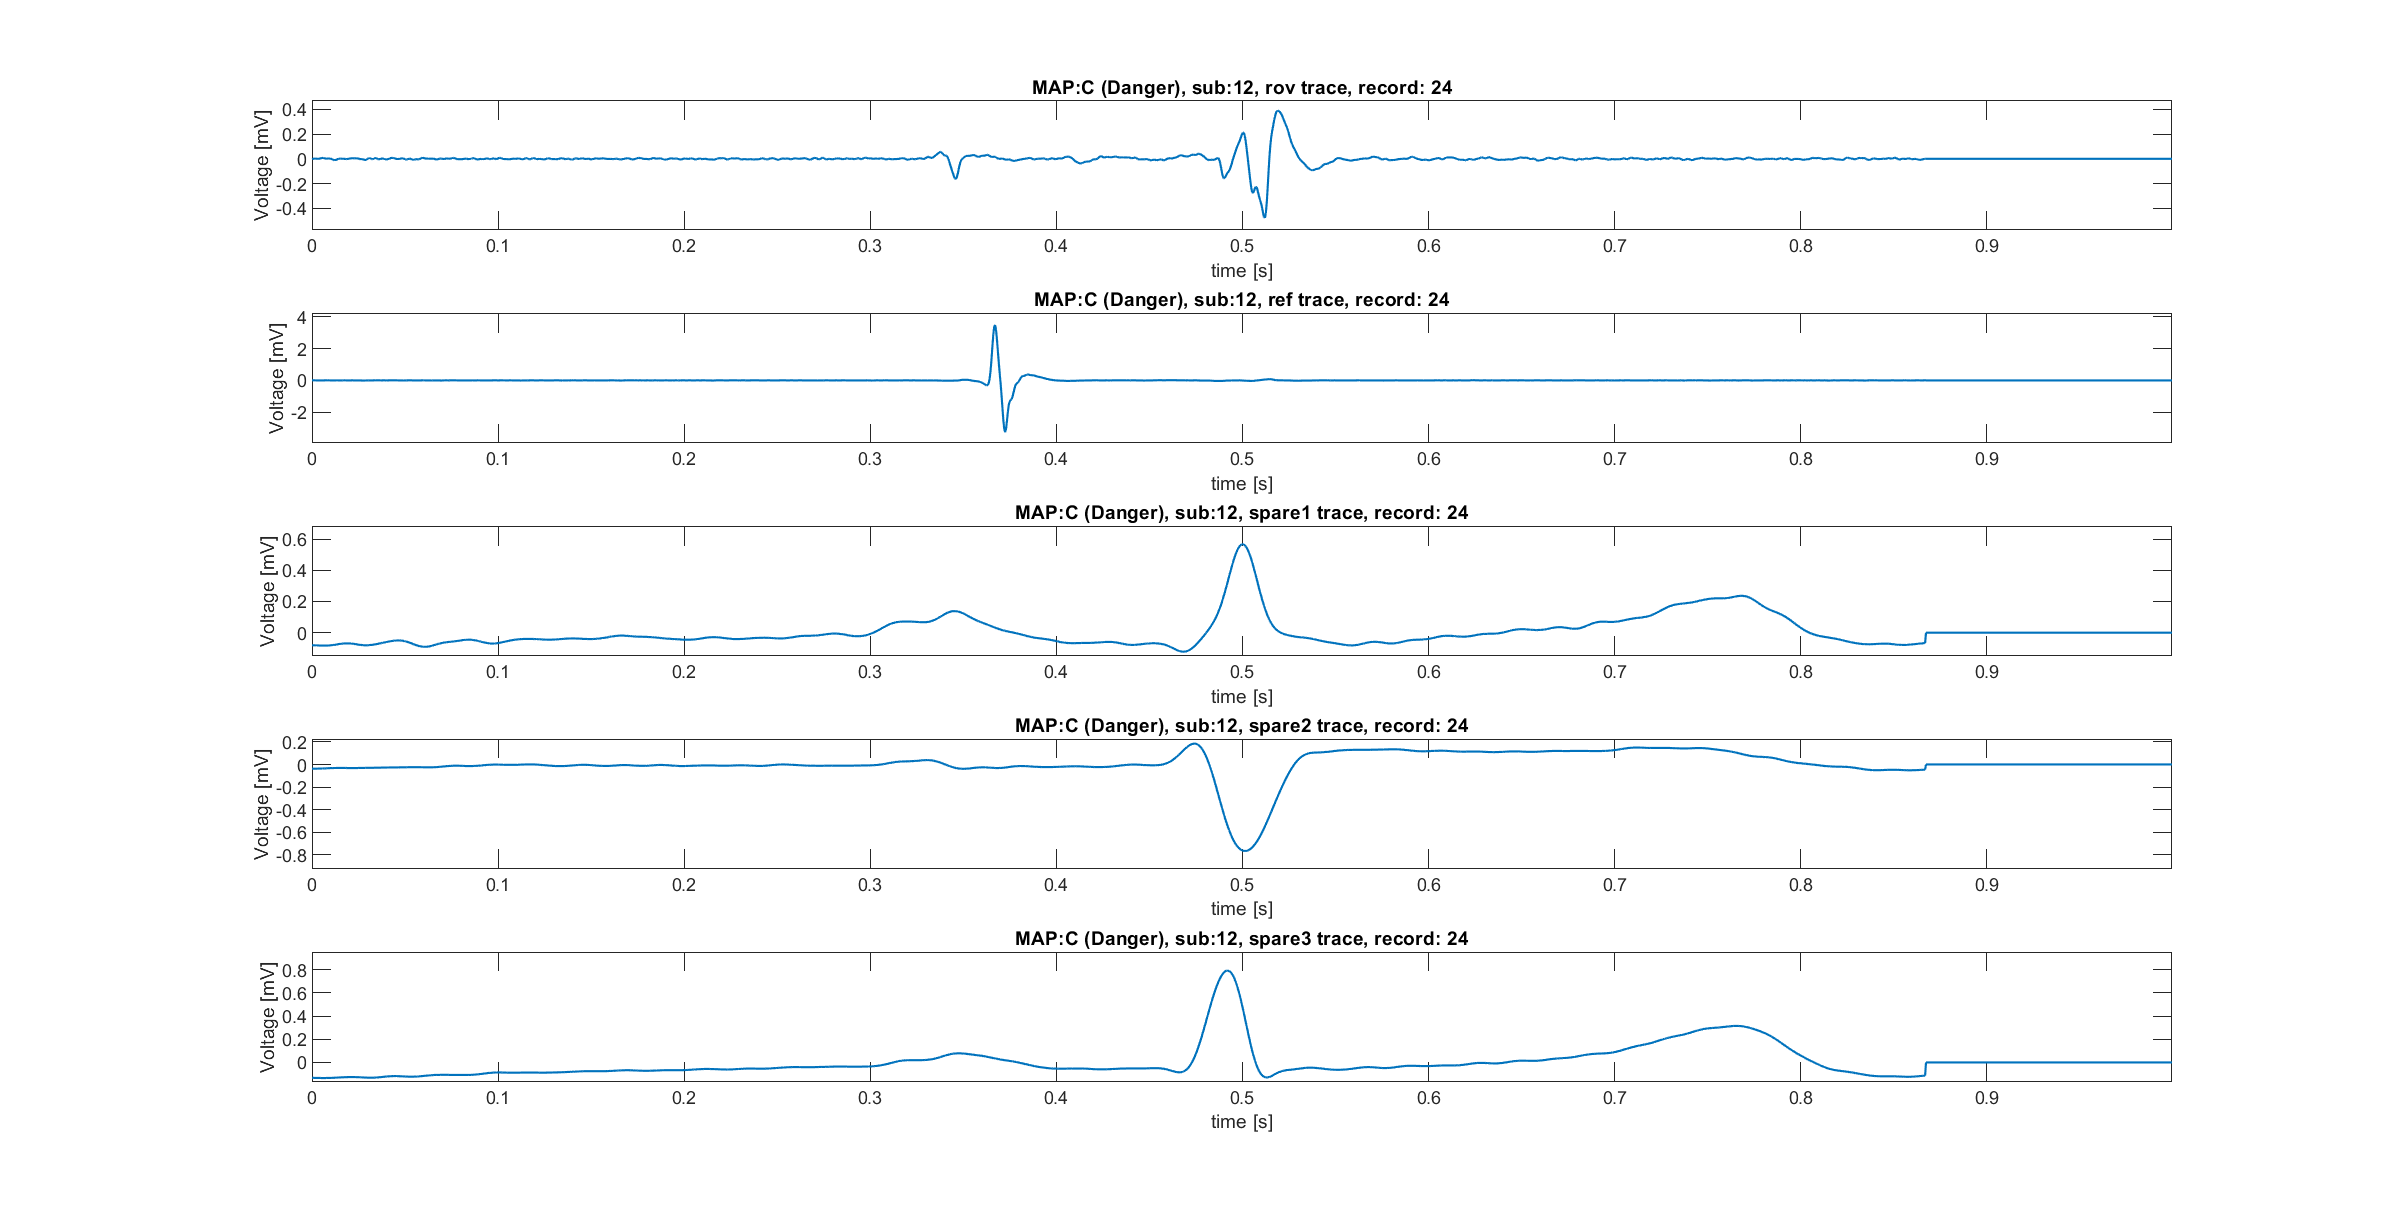 MAP:C (Danger), sub:12, rov trace, record: 24
Voltage [mV]
0.4
0.2
0
-0.2
-0.4
0 0.1 0.2 0.3 0.4 0.5 0.6 0.7 0.8 0.9
time [s]
MAP:C (Danger), sub:12, ref trace, record: 24
Voltage [mV]
4
2
0
-2
0 0.1 0.2 0.3 0.4 0.5 0.6 0.7 0.8 0.9
time [s]
MAP:C (Danger), sub:12, spare1 trace, record: 24
Voltage [mV]
0.6
0.4
0.2
0
0 0.1 0.2 0.3 0.4 0.5 0.6 0.7 0.8 0.9
time [s]
MAP:C (Danger), sub:12, spare2 trace, record: 24
Voltage [mV]
0.2
0
-0.2
-0.4
-0.6
-0.8
0 0.1 0.2 0.3 0.4 0.5 0.6 0.7 0.8 0.9
time [s]
MAP:C (Danger), sub:12, spare3 trace, record: 24
Voltage [mV]
0.8
0.6
0.4
0.2
0
0 0.1 0.2 0.3 0.4 0.5 0.6 0.7 0.8 0.9
time [s]